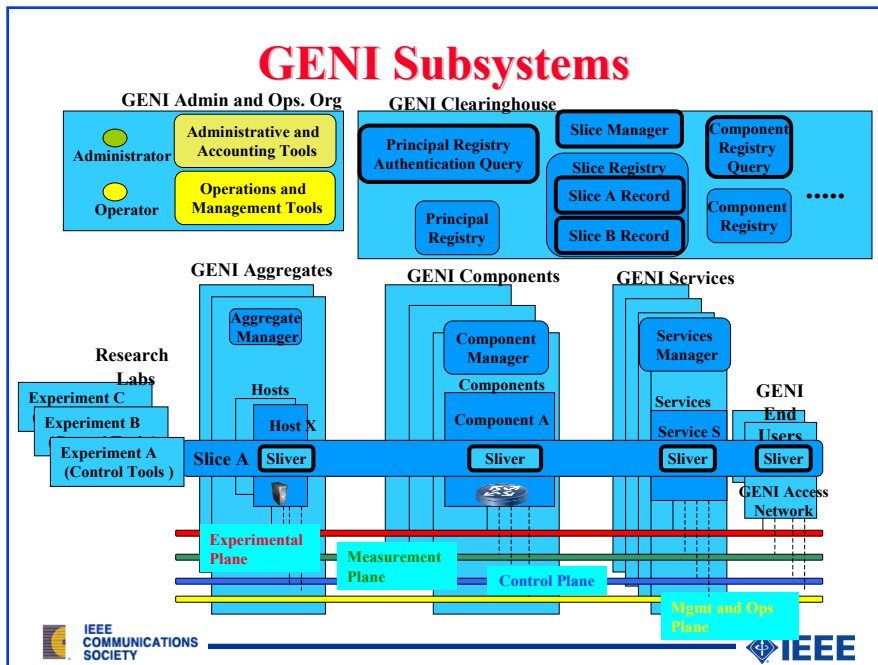 GENI Subsystems
GENI Admin and Ops. Org
Administrator
Administrative and
Accounting Tools
Operator
Operations and
Management Tools
GENI Clearinghouse
Principal Registry
Authentication Query
Principal
Registry
Slice Manager
Slice Registry
Slice A Record
Slice B Record
Component
Registry
Query
Component
Registry
.....
GENI Aggregates
Aggregate
Manager
Hosts
Host X
GENI Components
Component
Manager
Components
Component A
GENI Services
Services
Manager
Services
Service S
Research
Labs
Experiment C
Experiment B
Experiment A
(Control Tools )
GENI
End
Users
Slice A
Sliver
Sliver
Sliver
Sliver
GENI Access
Network
Experimental
Plane
Measurement
Plane
Control Plane
Mgmt and Ops
Plane
IEEE
COMMUNICATIONS
SOCIETY
IEEE